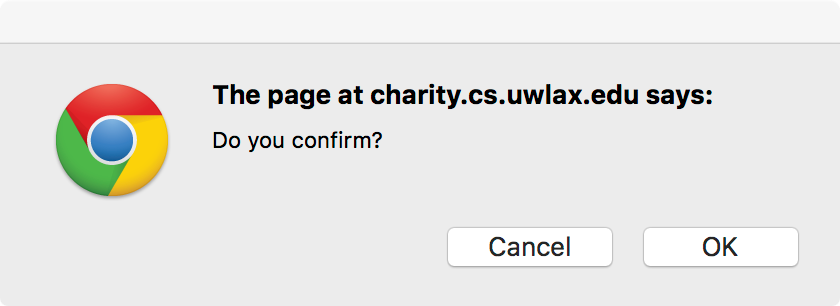 The page at charity.cs.uwlax.edu says:
Do you confirm?
Cancel
OK